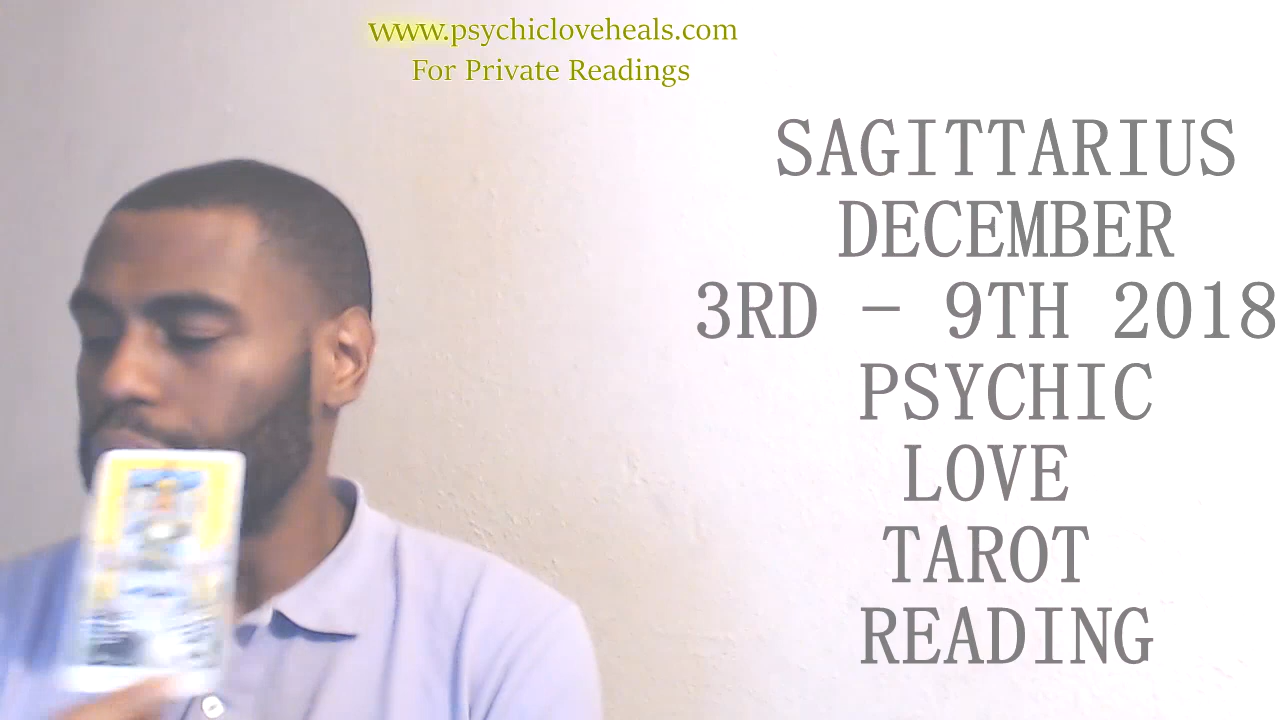 www.psychicloveheals.com
For Private Readings
SAGITTARIUS
DECEMBER
3RD - 9TH 2018
PSYCHIC
LOVE
TAROT
READING